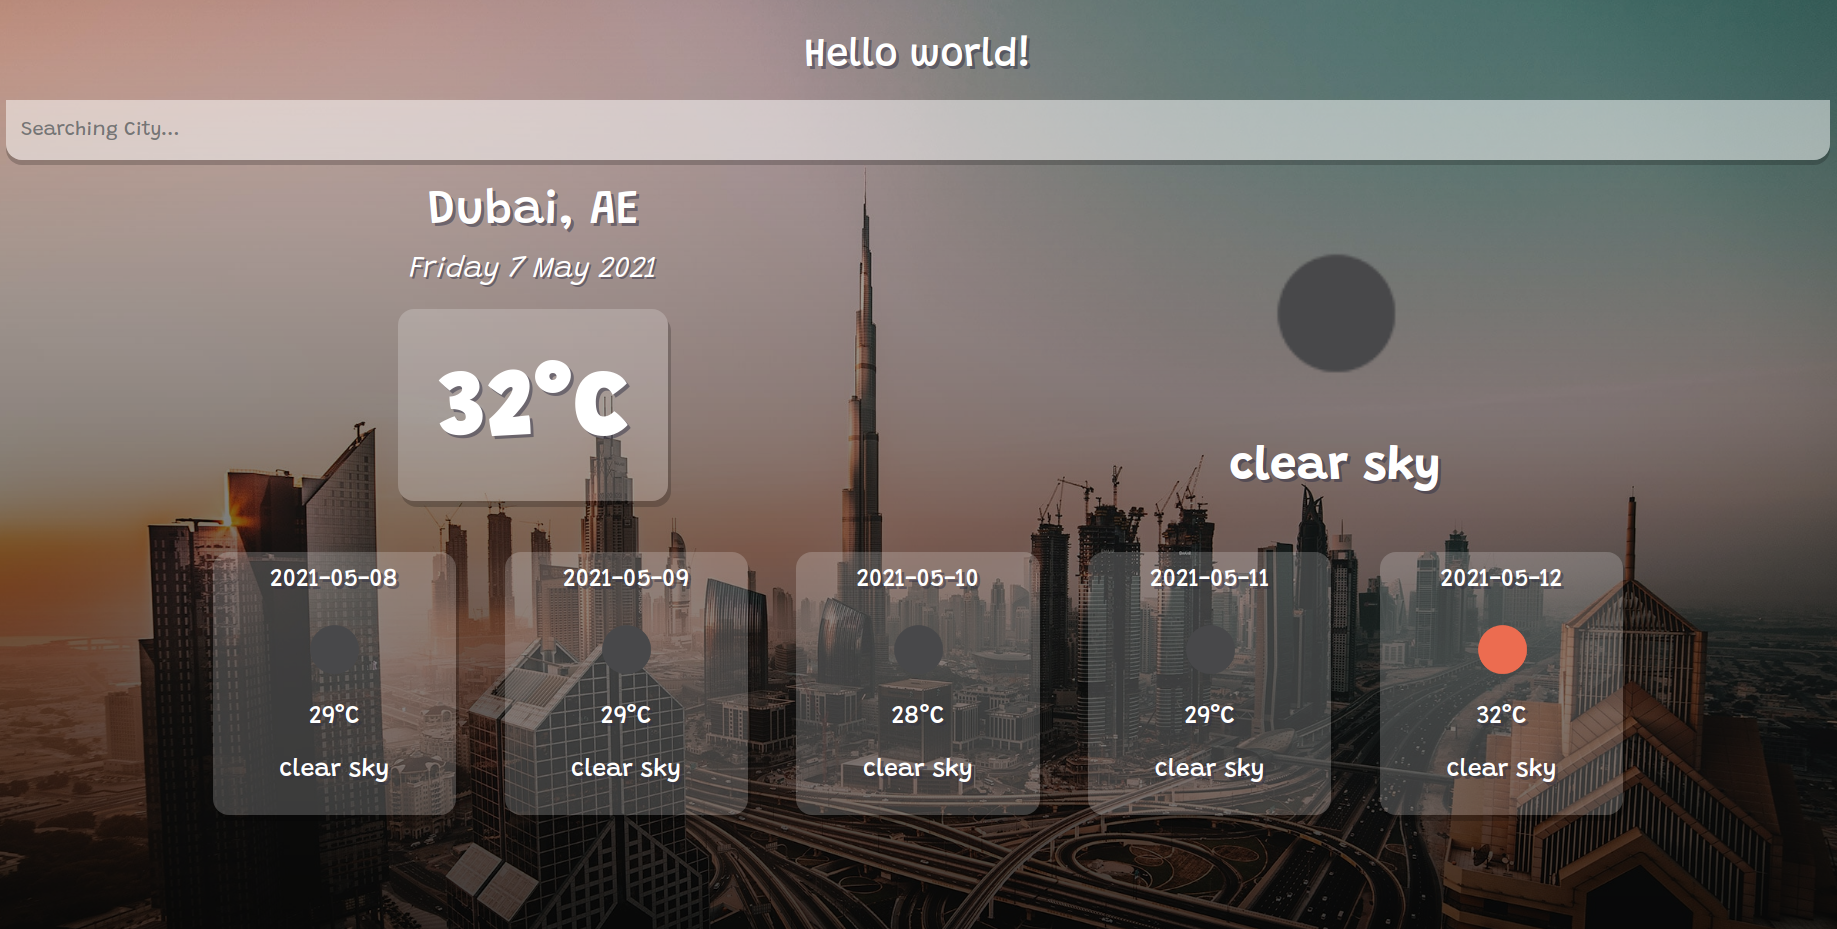 Hello world!
Searching City...
Dubai, AE
Friday 7 May 2021
32°C
clear sky
2021-05-08
29°C
clear sky
2021-05-09
29°C
clear sky
2021-05-10
28°C
clear sky
2021-05-11
29°C
clear sky
2021-05-12
32°C
clear sky